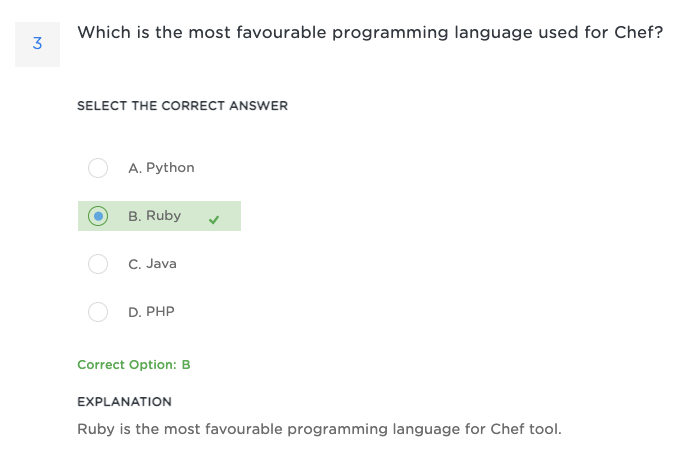 3
Which is the most favourable programming language used for Chef?
SELECT THE CORRECT ANSWER
A. Python
B. Ruby
C. Java
D. PHP
Correct Option: B
EXPLANATION
Ruby is the most favourable programming language for Chef tool.